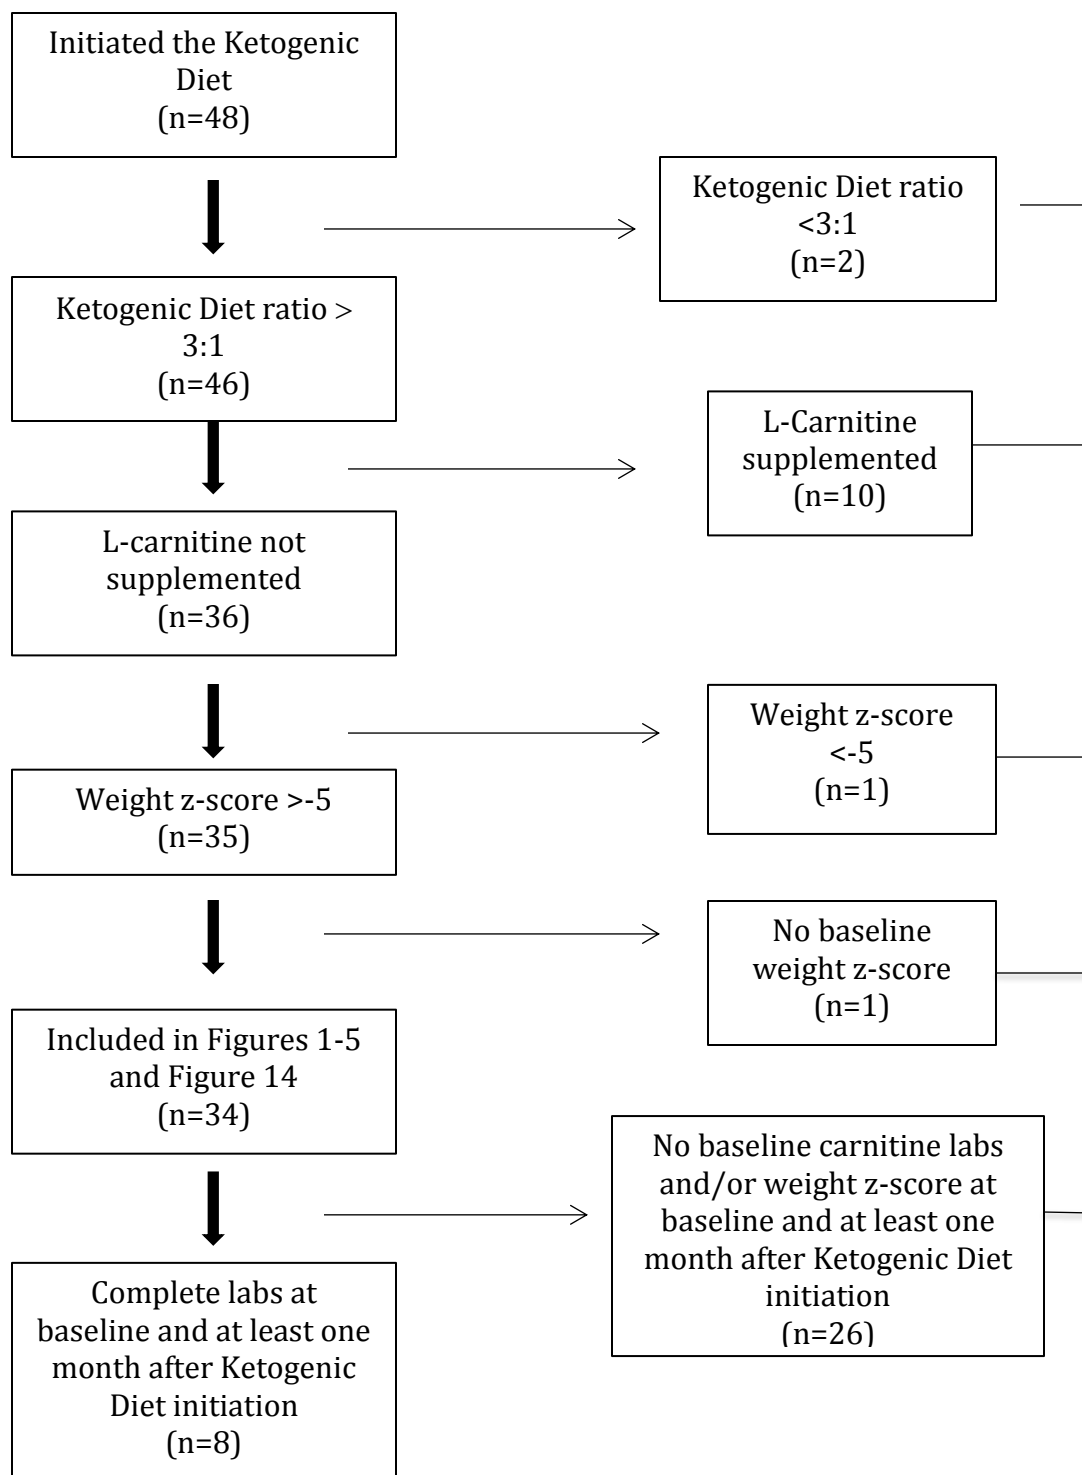 Initiated the Ketogenic
Diet
(n=48)
Ketogenic Diet ratio
<3:1
(n=2)
Ketogenic Diet ratio >
3:1
(n=46)
L-Carnitine
supplemented
(n=10)
L-carnitine not
supplemented
(n=36)
Weight z-score
<-5
(n=1)
Weight z-score >-5
(n=35)
No baseline
weight z-score
(n=1)
Included in Figures 1-5
and Figure 14
(n=34)
No baseline carnitine labs
and/or weight z-score at
baseline and at least one
month after Ketogenic Diet
initiation
(n=26)
Complete labs at
baseline and at least one
month after Ketogenic
Diet initiation
(n=8)